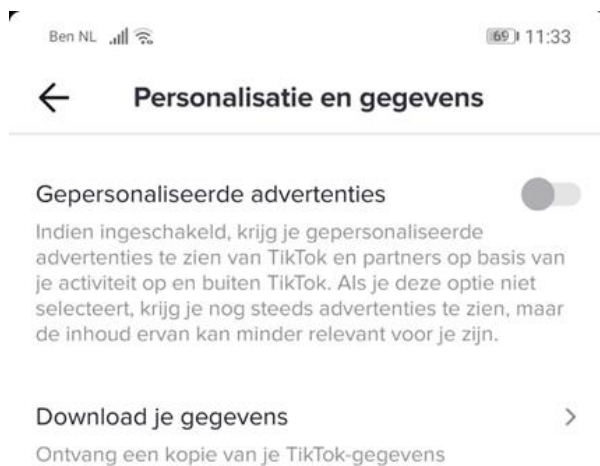 Ben NL 69 11:33
Personalisatie en gegevens
Gepersonaliseerde advertenties
Indien ingeschakeld, krijg je gepersonaliseerde
advertenties te zien van TikTok en partners op basis van
je activiteit op en buiten TikTok. Als je deze optie niet
selecteert, krijg je nog steeds advertenties te zien, maar
de inhoud ervan kan minder relevant voor je zijn.
Download je gegevens
Ontvang een kopie van je TikTok-gegevens